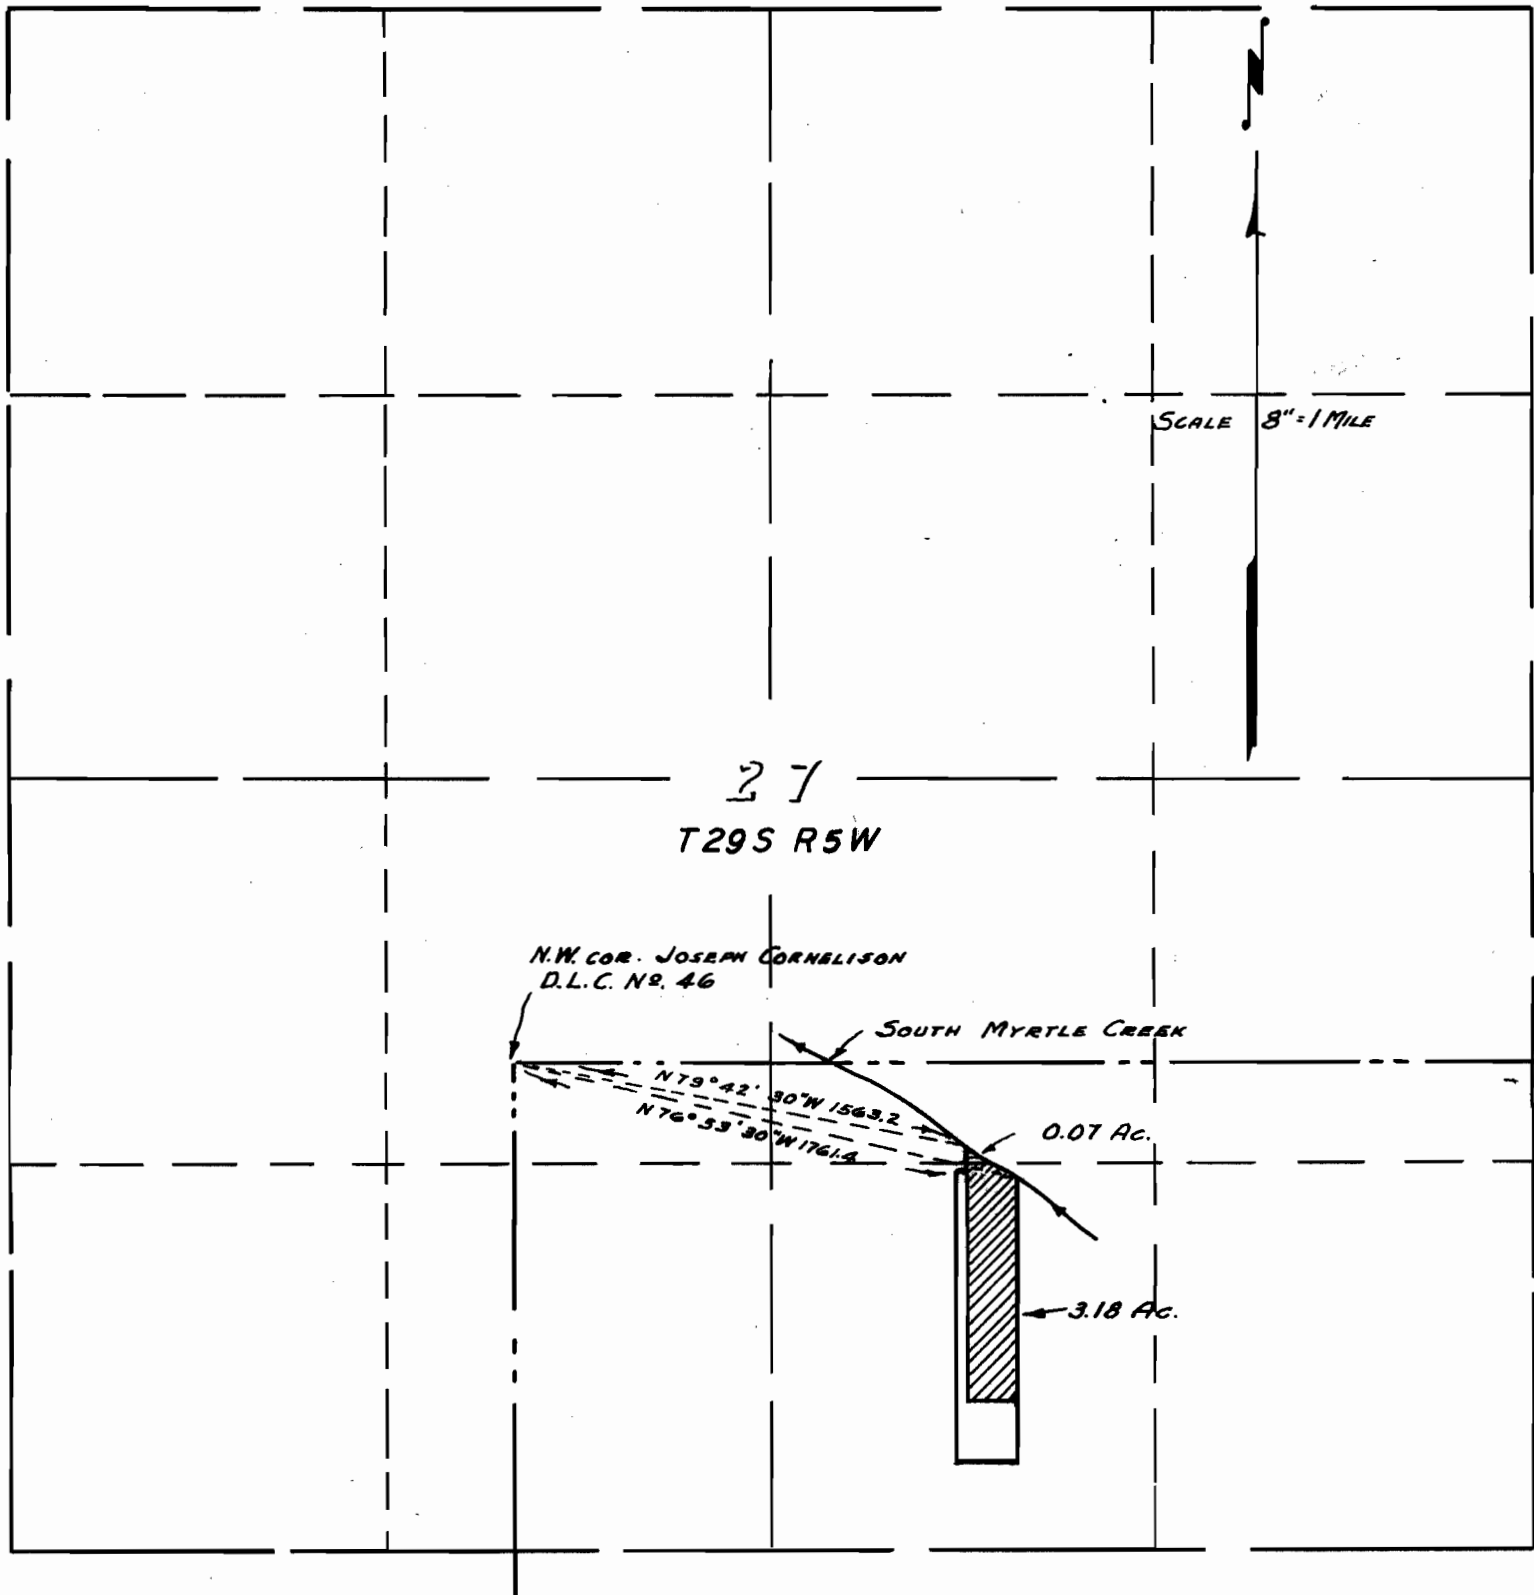 N
SCALE 8"=1 MILE
27
T29S R5W
N.W. COR. JOSEPH CORNELISON
D.L.C. Nº. 46
SOUTH MYRTLE CREEK
N79°42'30"W 1563.2
N76°53'30"W 1761.4
0.07 Ac.
3.18 Ac.